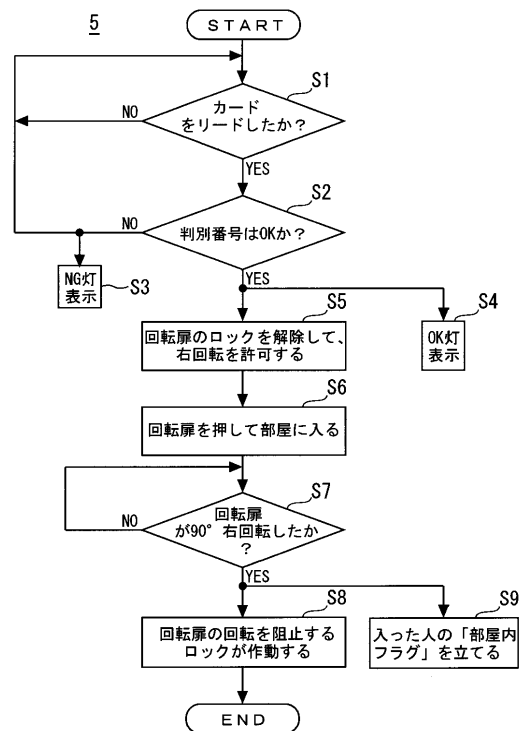 5
START
S1
カード
をリードしたか？
NO
YES
S2
判別番号はOKか？
NO
YES
NG灯
表示
S3
S5
回転扉のロックを解除して、
右回転を許可する
S4
OK灯
表示
S6
回転扉を押して部屋に入る
S7
回転扉
が90°右回転したか
？
NO
YES
S8
回転扉の回転を阻止する
ロックが作動する
S9
入った人の「部屋内
フラグ」を立てる
END